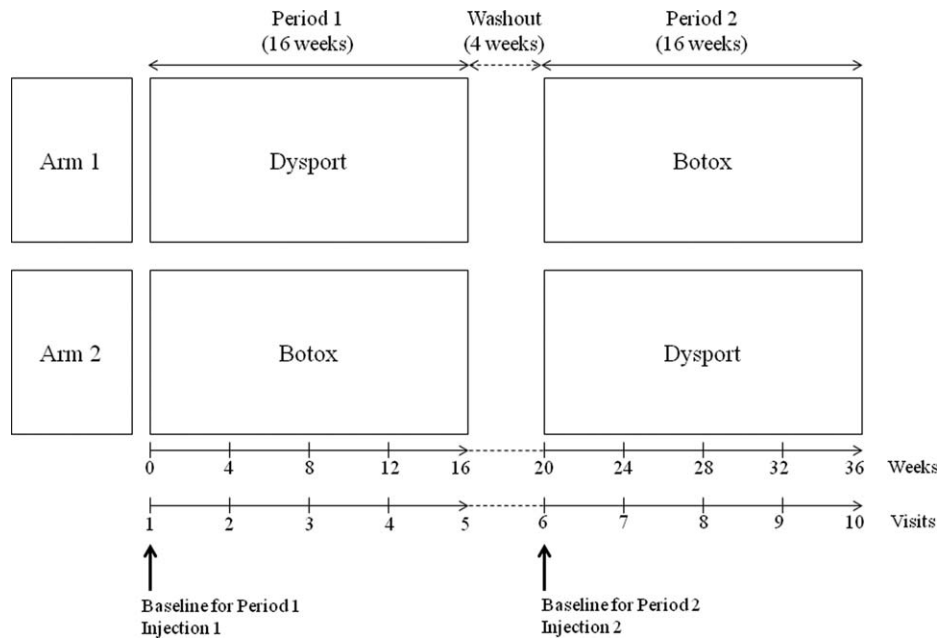 Period 1
(16 weeks)
Washout
(4 weeks)
Period 2
(16 weeks)
Arm 1
Dysport
Botox
Arm 2
Botox
Dysport
0 4 8 12 16 20 24 28 32 36 Weeks
1 2 3 4 5 6 7 8 9 10 Visits
Baseline for Period 1
Injection 1
Baseline for Period 2
Injection 2